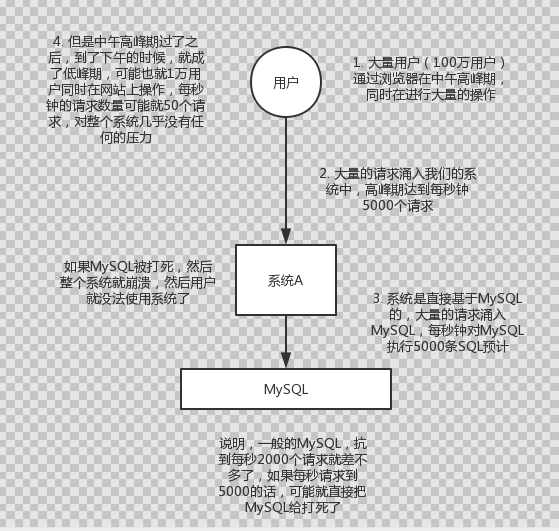 4. 但是中午高峰期过了之
后，到了下午的时候，就成
了低峰期，可能也就1万用
户同时在网站上操作，每秒
钟的请求数量可能就50个请
求，对整个系统几乎没有任
何的压力
用户
1. 大量用户（100万用户）
通过浏览器在中午高峰期，
同时在进行大量的操作
2. 大量的请求涌入我们的系
统中，高峰期达到每秒钟
5000个请求
如果MySQL被打死，然后
整个系统就崩溃，然后用户
就没法使用系统了
系统A
3. 系统是直接基于MySQL
的，大量的请求涌入
MySQL，每秒钟对MySQL
执行5000条SQL预计
MySQL
说明，一般的MySQL，抗
到每秒2000个请求就差不
多了，如果每秒请求到
5000的话，可能就直接把
MySQL给打死了